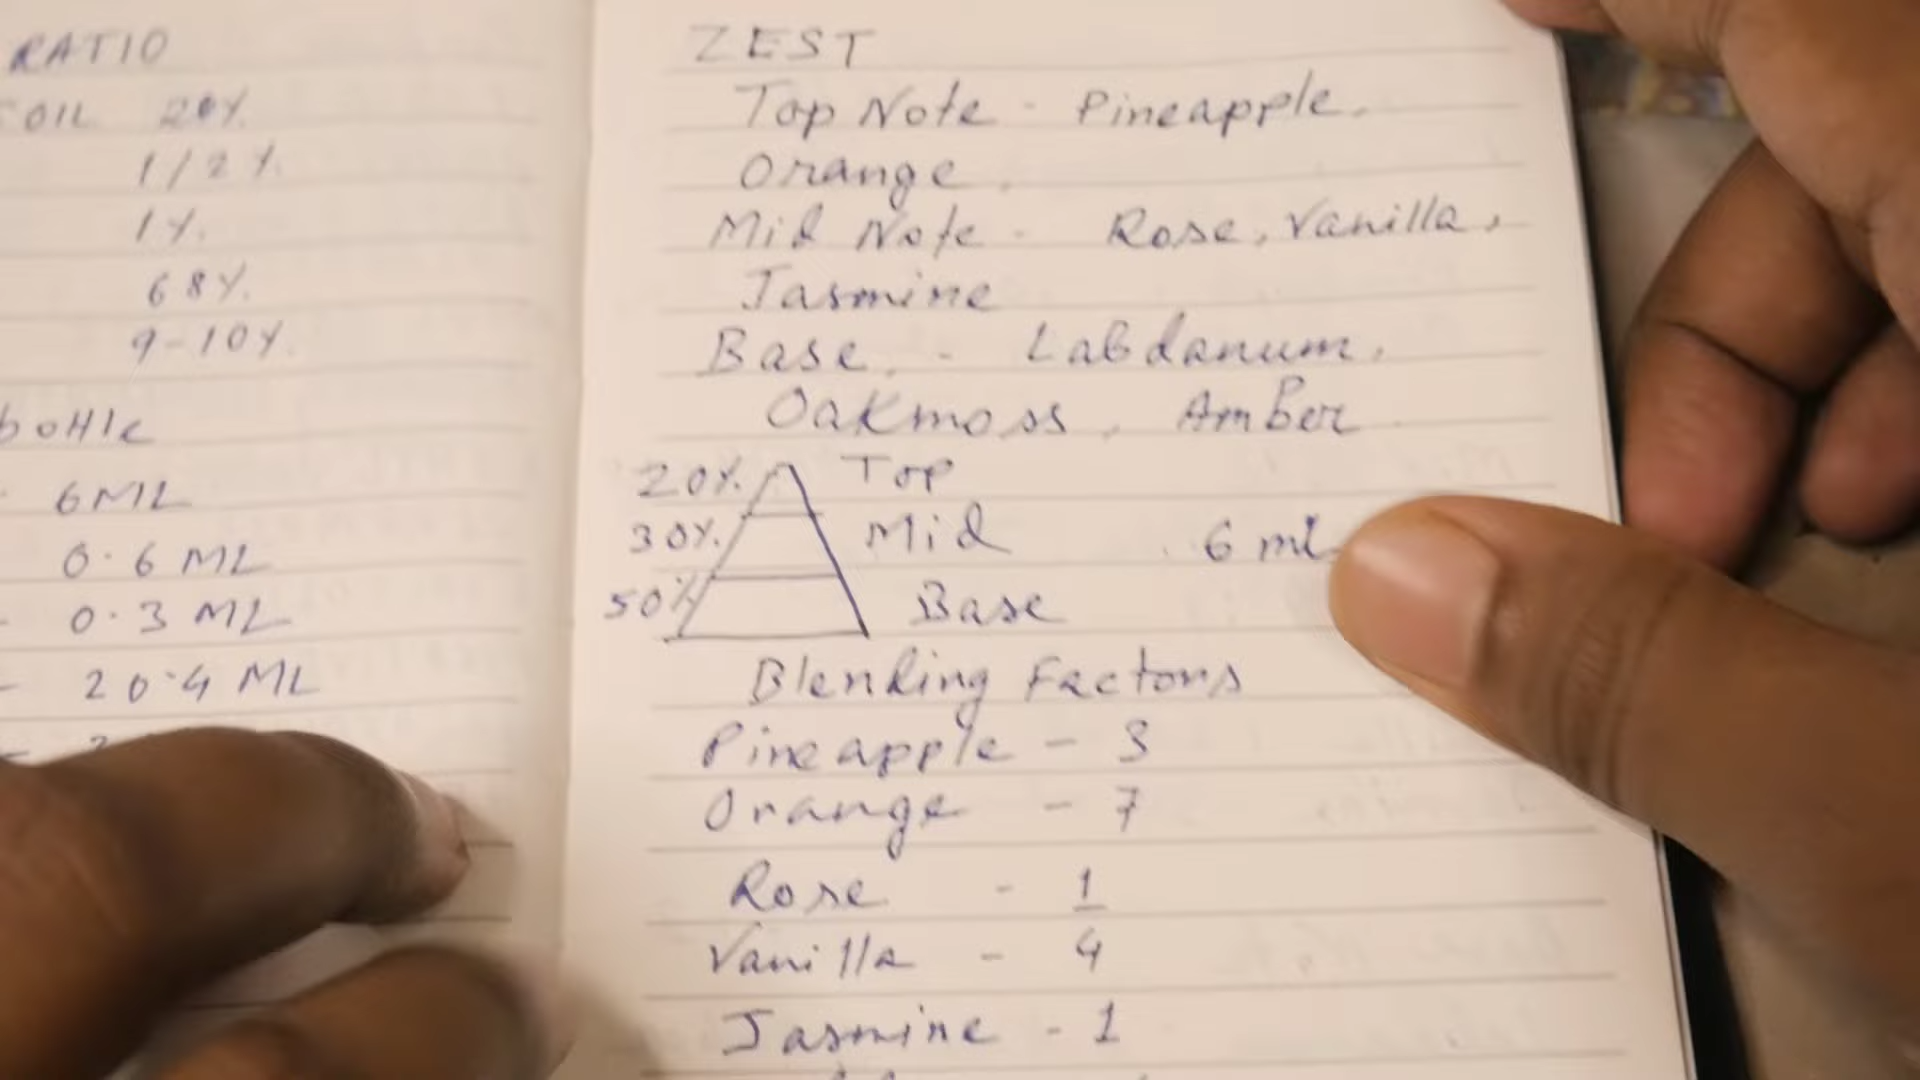 RATIO
OIL 20%.
1/2%.
1%.
68%.
9-10%.
bottle
6ML
0.6 ML
- 0.3 ML
- 20.4 ML
ZEST
Top Note - Pineapple,
Orange,
Mid Note - Rose, Vanilla,
Jasmine
Base - Labdanum,
Oakmoss, Amber
20%. Top
30%. Mid 6 ml
50% Base
Blending Factors
Pineapple - 3
Orange - 7
Rose - 1
Vanilla - 4
Jasmine - 1